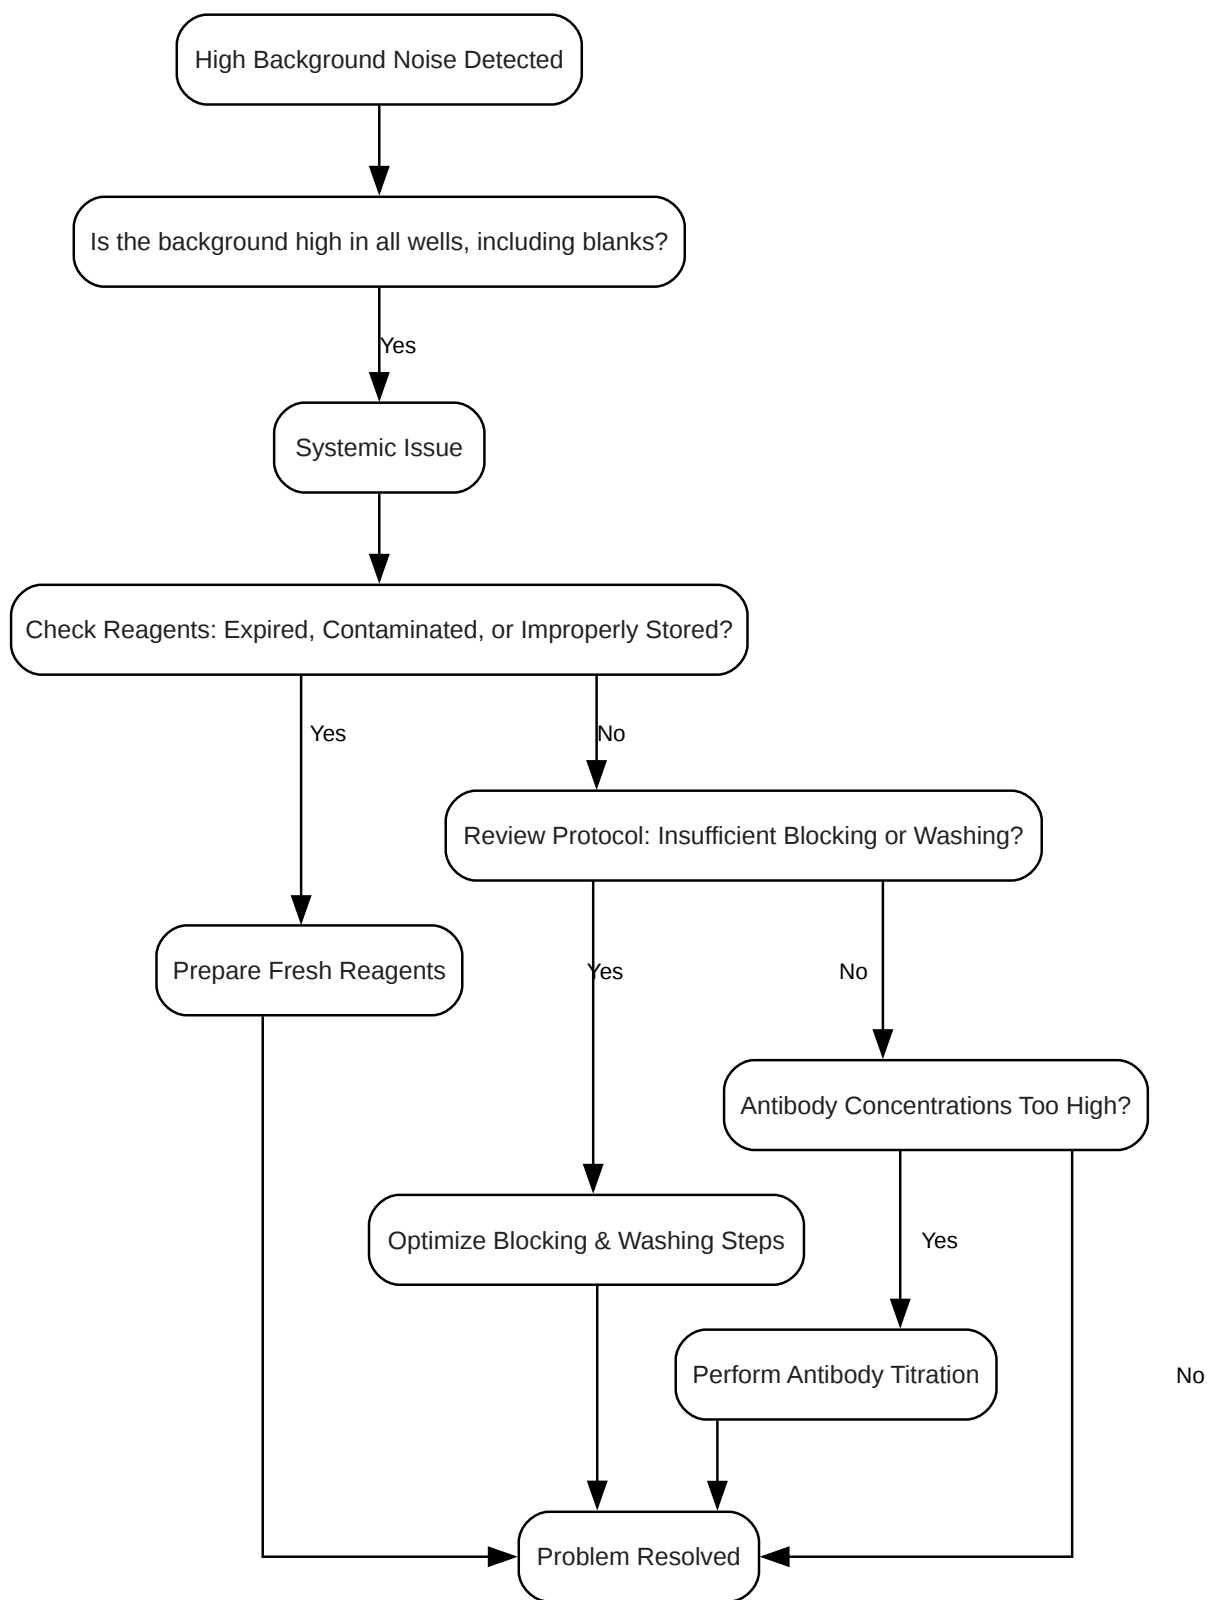 High Background Noise Detected
Is the background high in all wells, including blanks?
Yes
Systemic Issue
Check Reagents: Expired, Contaminated, or Improperly Stored?
Yes
No
Review Protocol: Insufficient Blocking or Washing?
Prepare Fresh Reagents
Yes
No
Antibody Concentrations Too High?
Optimize Blocking & Washing Steps
Yes
Perform Antibody Titration
No
Problem Resolved